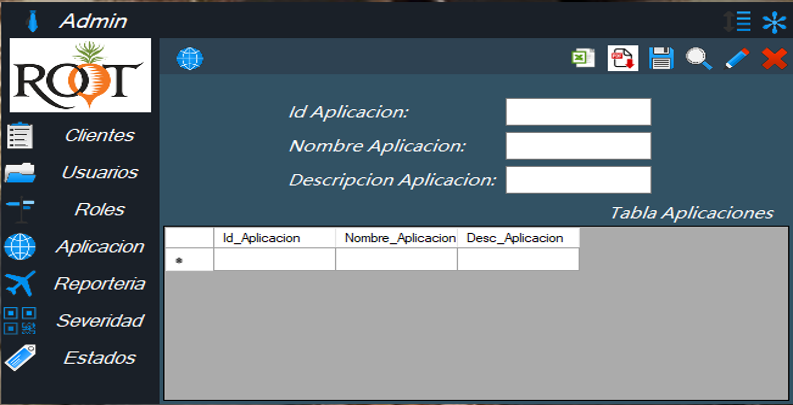 Admin
ROOT
Clientes
Usuarios
Roles
Aplicacion
Reporteria
Severidad
Estados
Id Aplicacion:
Nombre Aplicacion:
Descripcion Aplicacion:
Tabla Aplicaciones
Id_Aplicacion Nombre_Aplicacion Desc_Aplicacion